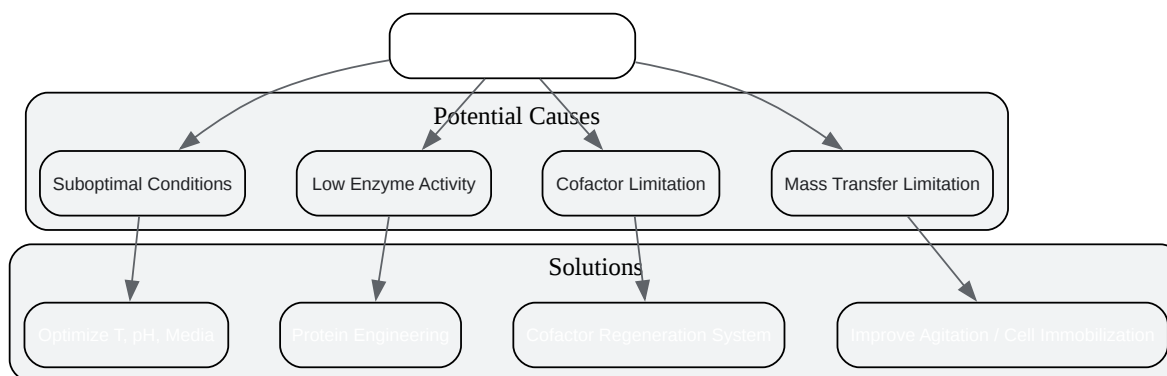 Potential Causes
Suboptimal Conditions
Low Enzyme Activity
Cofactor Limitation
Mass Transfer Limitation
Solutions
Optimize T, pH, Media
Protein Engineering
Cofactor Regeneration System
Improve Agitation / Cell Immobilization